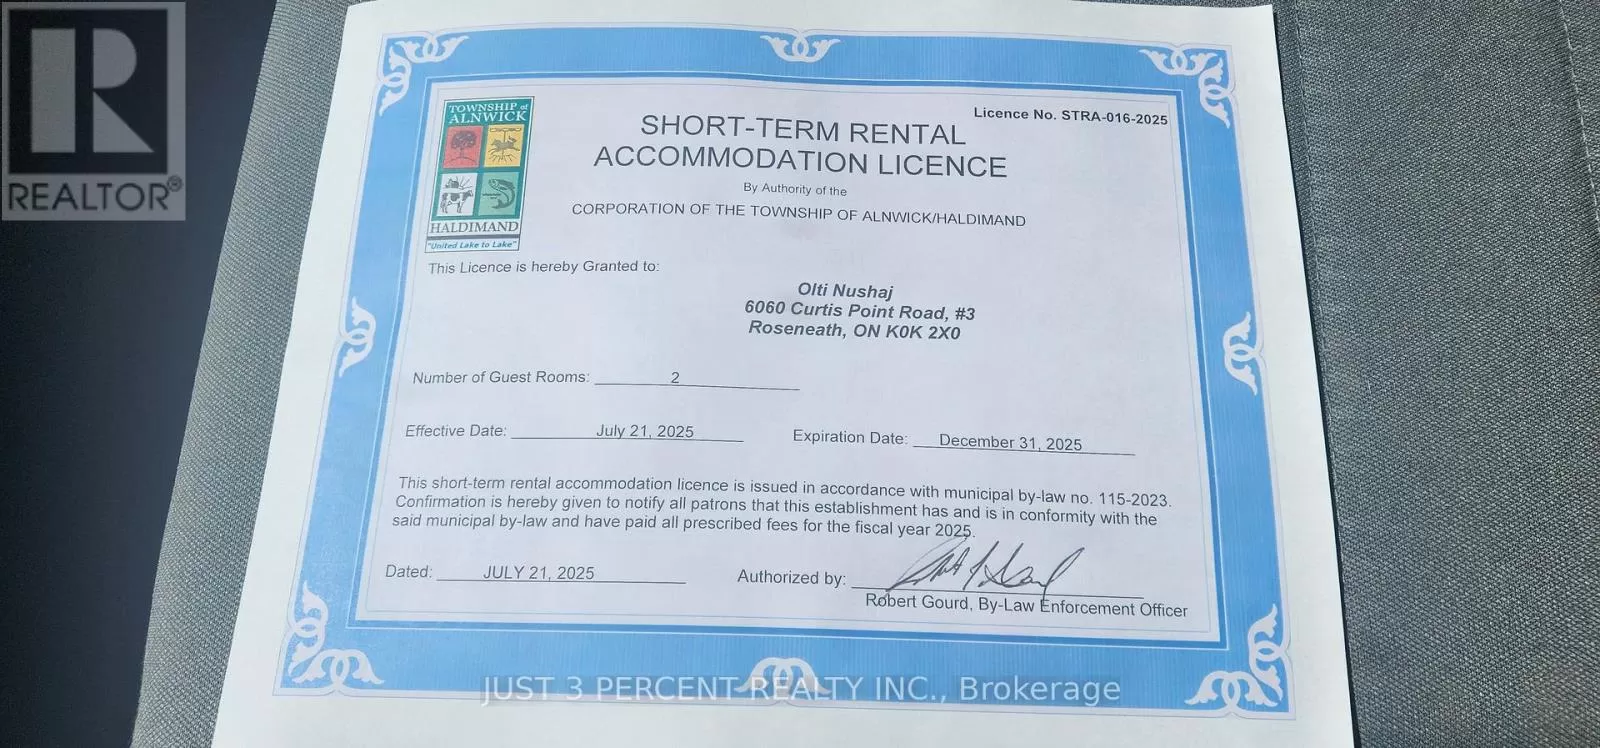 REALTOR®
TOWNSHIP of
ALNWICK
HALDIMAND
"United Lake to Lake"
Licence No. STRA-016-2025
SHORT-TERM RENTAL
ACCOMMODATION LICENCE
By Authority of the
CORPORATION OF THE TOWNSHIP OF ALNWICK/HALDIMAND
This Licence is hereby Granted to:
Olti Nushaj
6060 Curtis Point Road, #3
Roseneath, ON K0K 2X0
Number of Guest Rooms: 2
Effective Date: July 21, 2025 Expiration Date: December 31, 2025
This short-term rental accommodation licence is issued in accordance with municipal by-law no. 115-2023.
Confirmation is hereby given to notify all patrons that this establishment has and is in conformity with the
said municipal by-law and have paid all prescribed fees for the fiscal year 2025.
Dated: JULY 21, 2025 Authorized by:
Robert Gourd, By-Law Enforcement Officer
JUST 3 PERCENT REALTY INC., Brokerage